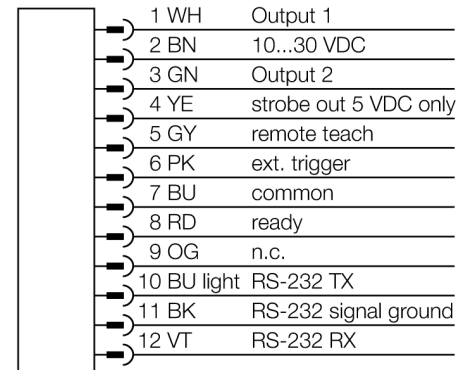 1 WH Output 1
2 BN 10...30 VDC
3 GN Output 2
4 YE strobe out 5 VDC only
5 GY remote teach
6 PK ext. trigger
7 BU common
8 RD ready
9 OG n.c.
10 BU light RS-232 TX
11 BK RS-232 signal ground
12 VT RS-232 RX